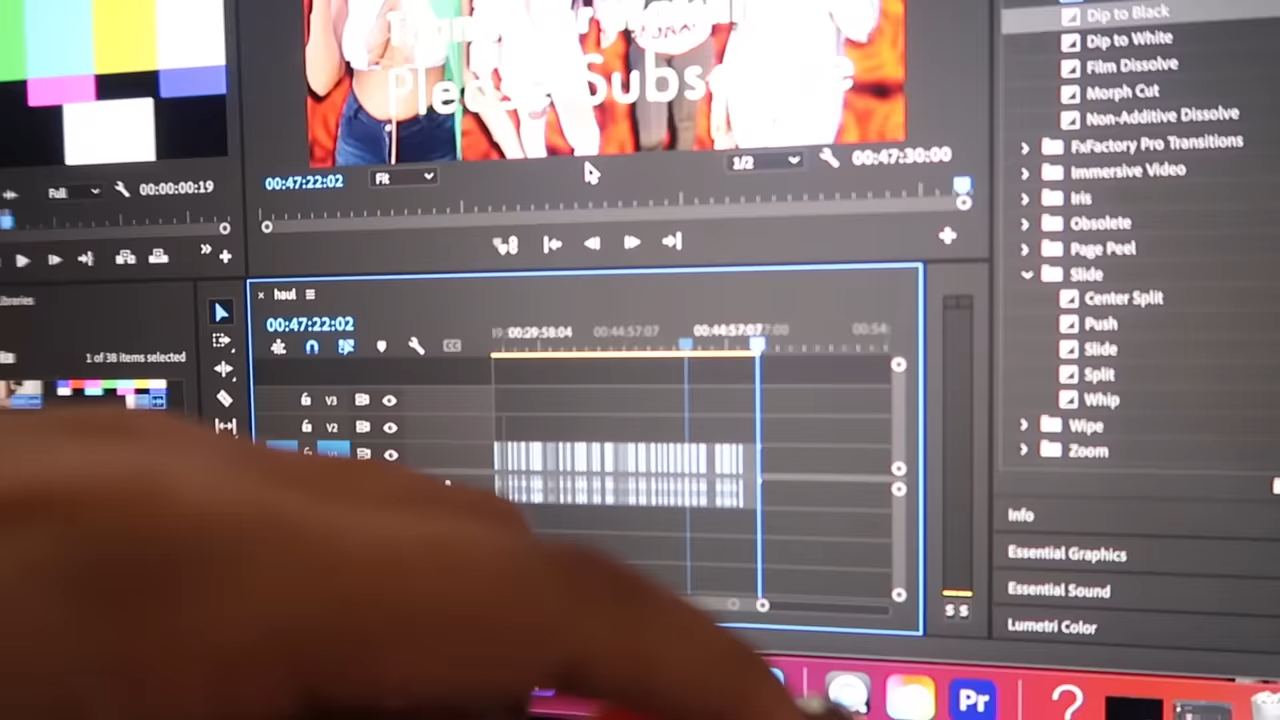 Please Subs
Dip to Black
Dip to White
Film Dissolve
Morph Cut
Non-Additive Dissolve
FxFactory Pro Transitions
Immersive Video
Iris
Obsolete
Page Peel
Slide
Center Split
Push
Slide
Split
Whip
Wipe
Zoom
Info
Essential Graphics
Essential Sound
Lumetri Color
Full
00:00:00:19
00:47:22:02
Fit
1/2
00:47:30:00
1 of 38 items selected
× haul
00:47:22:02
00:29:58:04
00:44:57:07
00:44:57:07
00:54
CC
V3
V2
S S
Pr
?